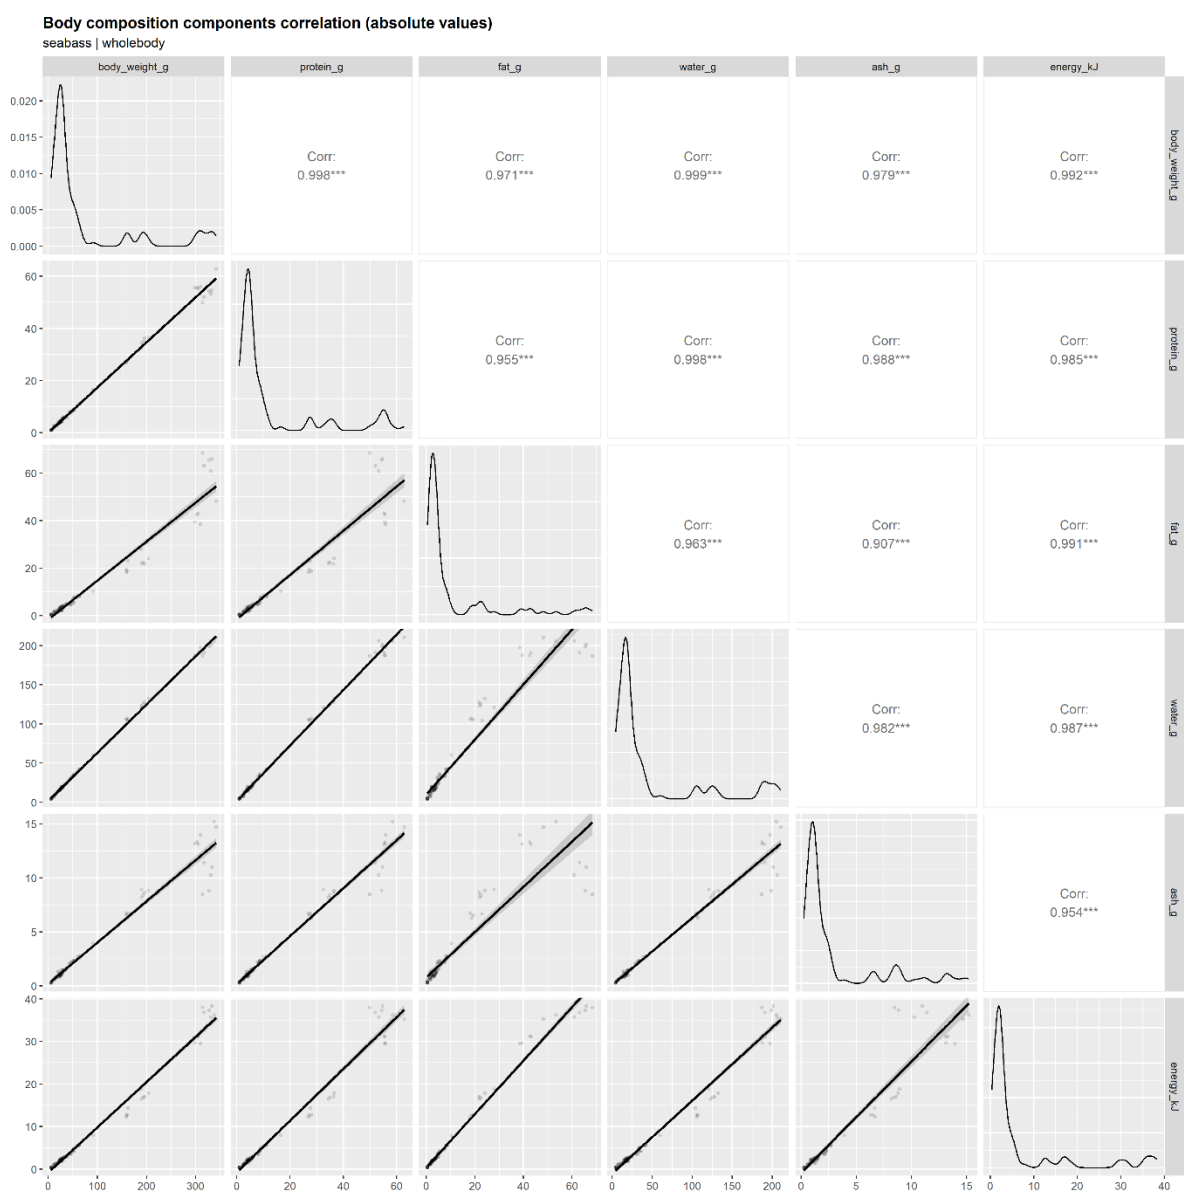 Body composition components correlation (absolute values)
seabass | wholebody
body_weight_g protein_g fat_g water_g ash_g energy_kJ
0.020
0.015
0.010
0.005
0.000
Corr:
0.998***
Corr:
0.971***
Corr:
0.999***
Corr:
0.979***
Corr:
0.992***
body_weight_g
60
40
20
0
Corr:
0.955***
Corr:
0.998***
Corr:
0.988***
Corr:
0.985***
protein_g
60
40
20
0
Corr:
0.963***
Corr:
0.907***
Corr:
0.991***
fat_g
200
150
100
50
0
Corr:
0.982***
Corr:
0.987***
water_g
15
10
5
0
Corr:
0.954***
ash_g
40
30
20
10
0
energy_kJ
0 100 200 300 0 20 40 60 0 20 40 60 0 50 100 150 200 0 5 10 15 0 10 20 30 40